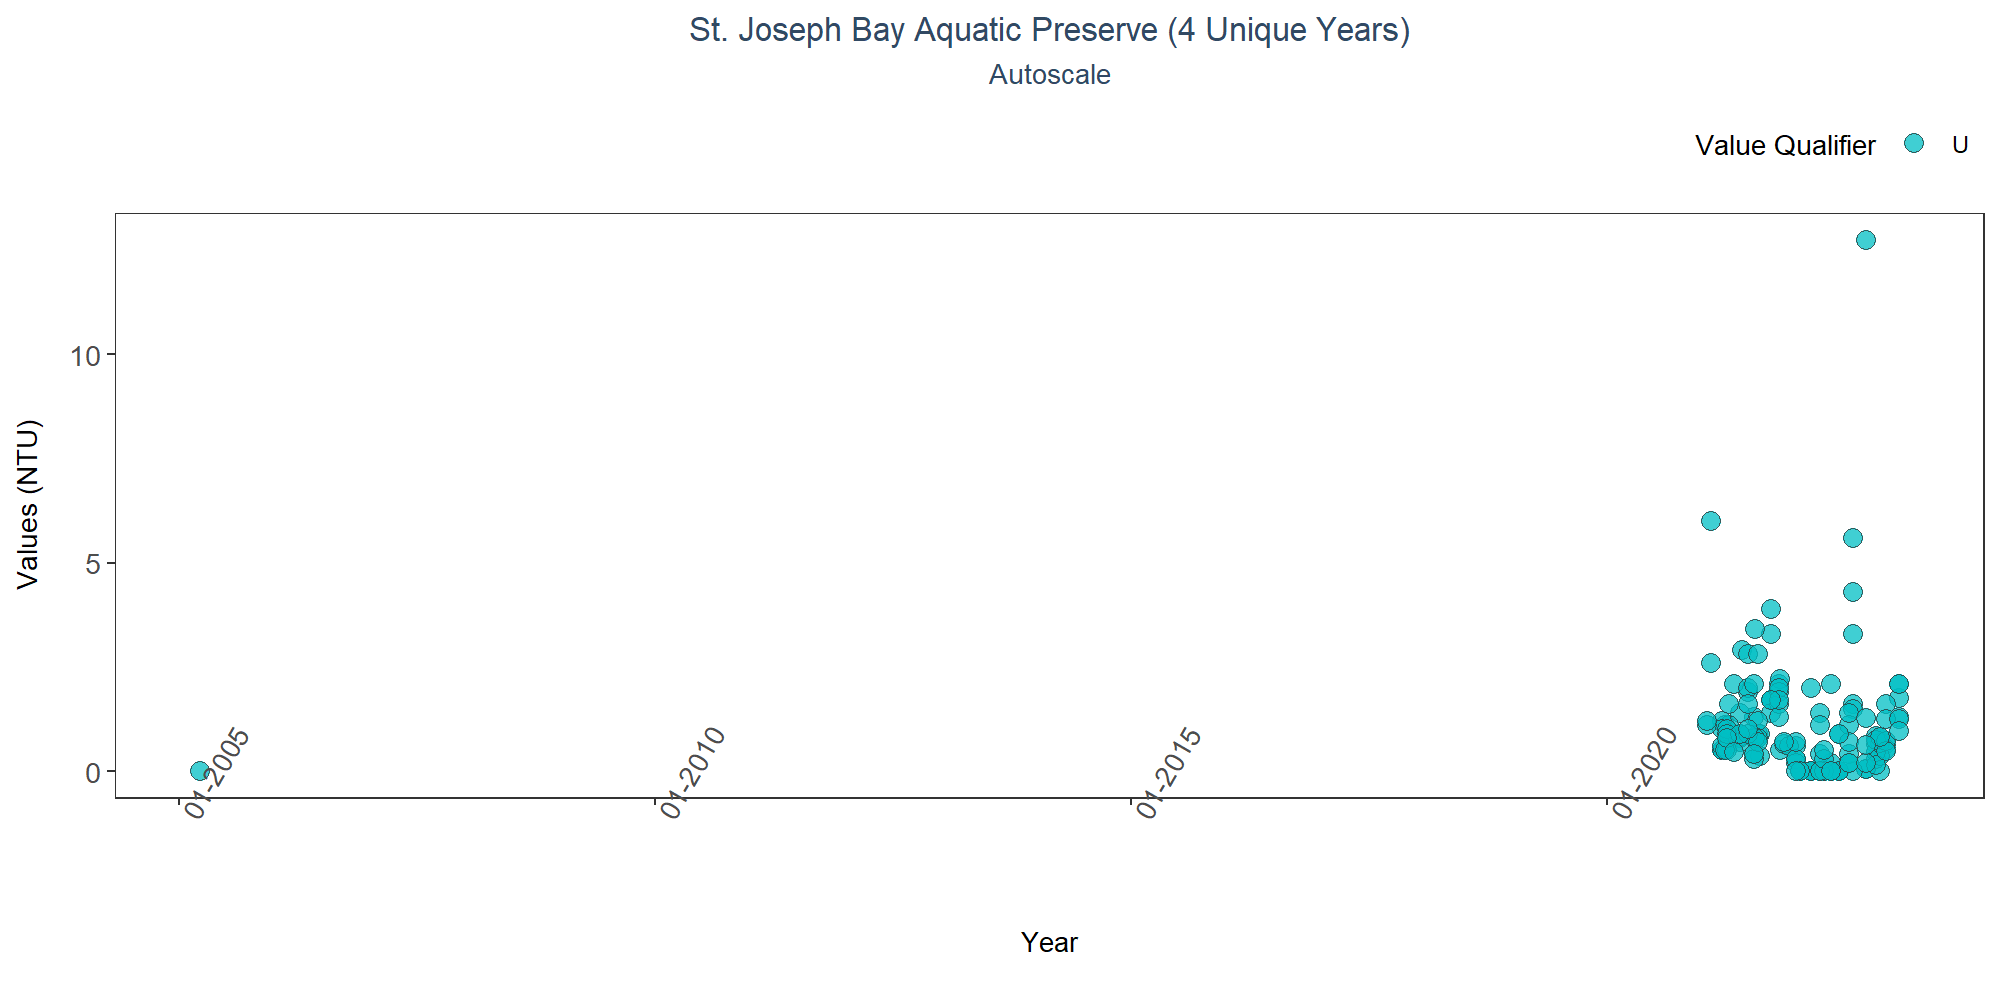 St. Joseph Bay Aquatic Preserve (4 Unique Years)
Autoscale
Value Qualifier U
Values (NTU)
10
5
0
01-2005 01-2010 01-2015 01-2020
Year